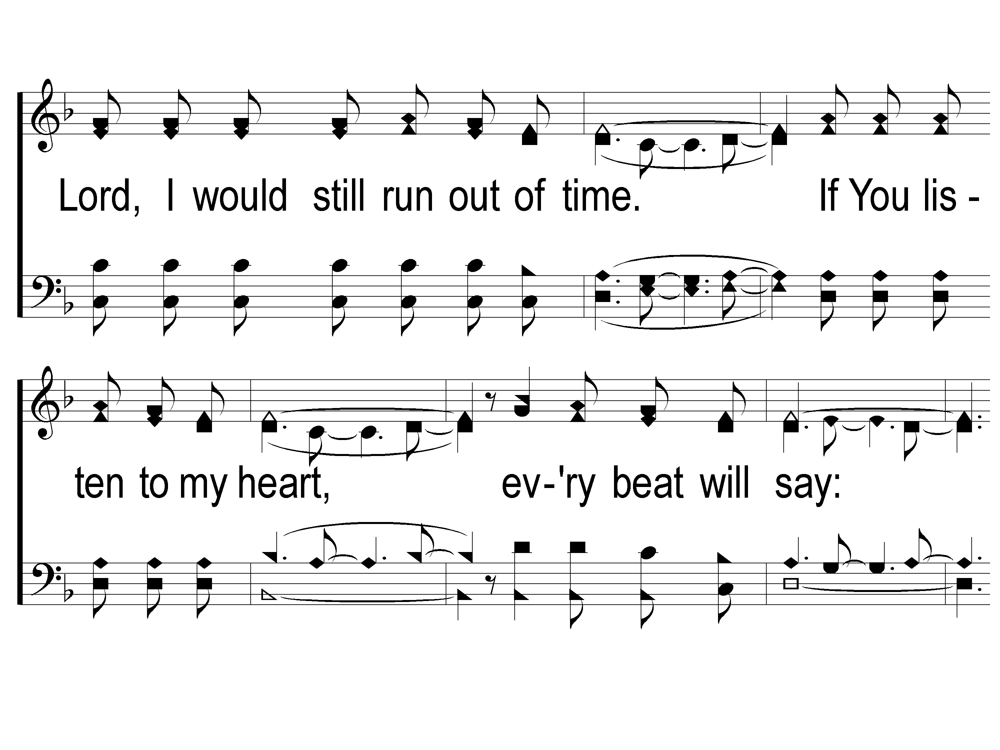 Lord, I would still run out of time. If You lis -
ten to my heart, ev-'ry beat will say: